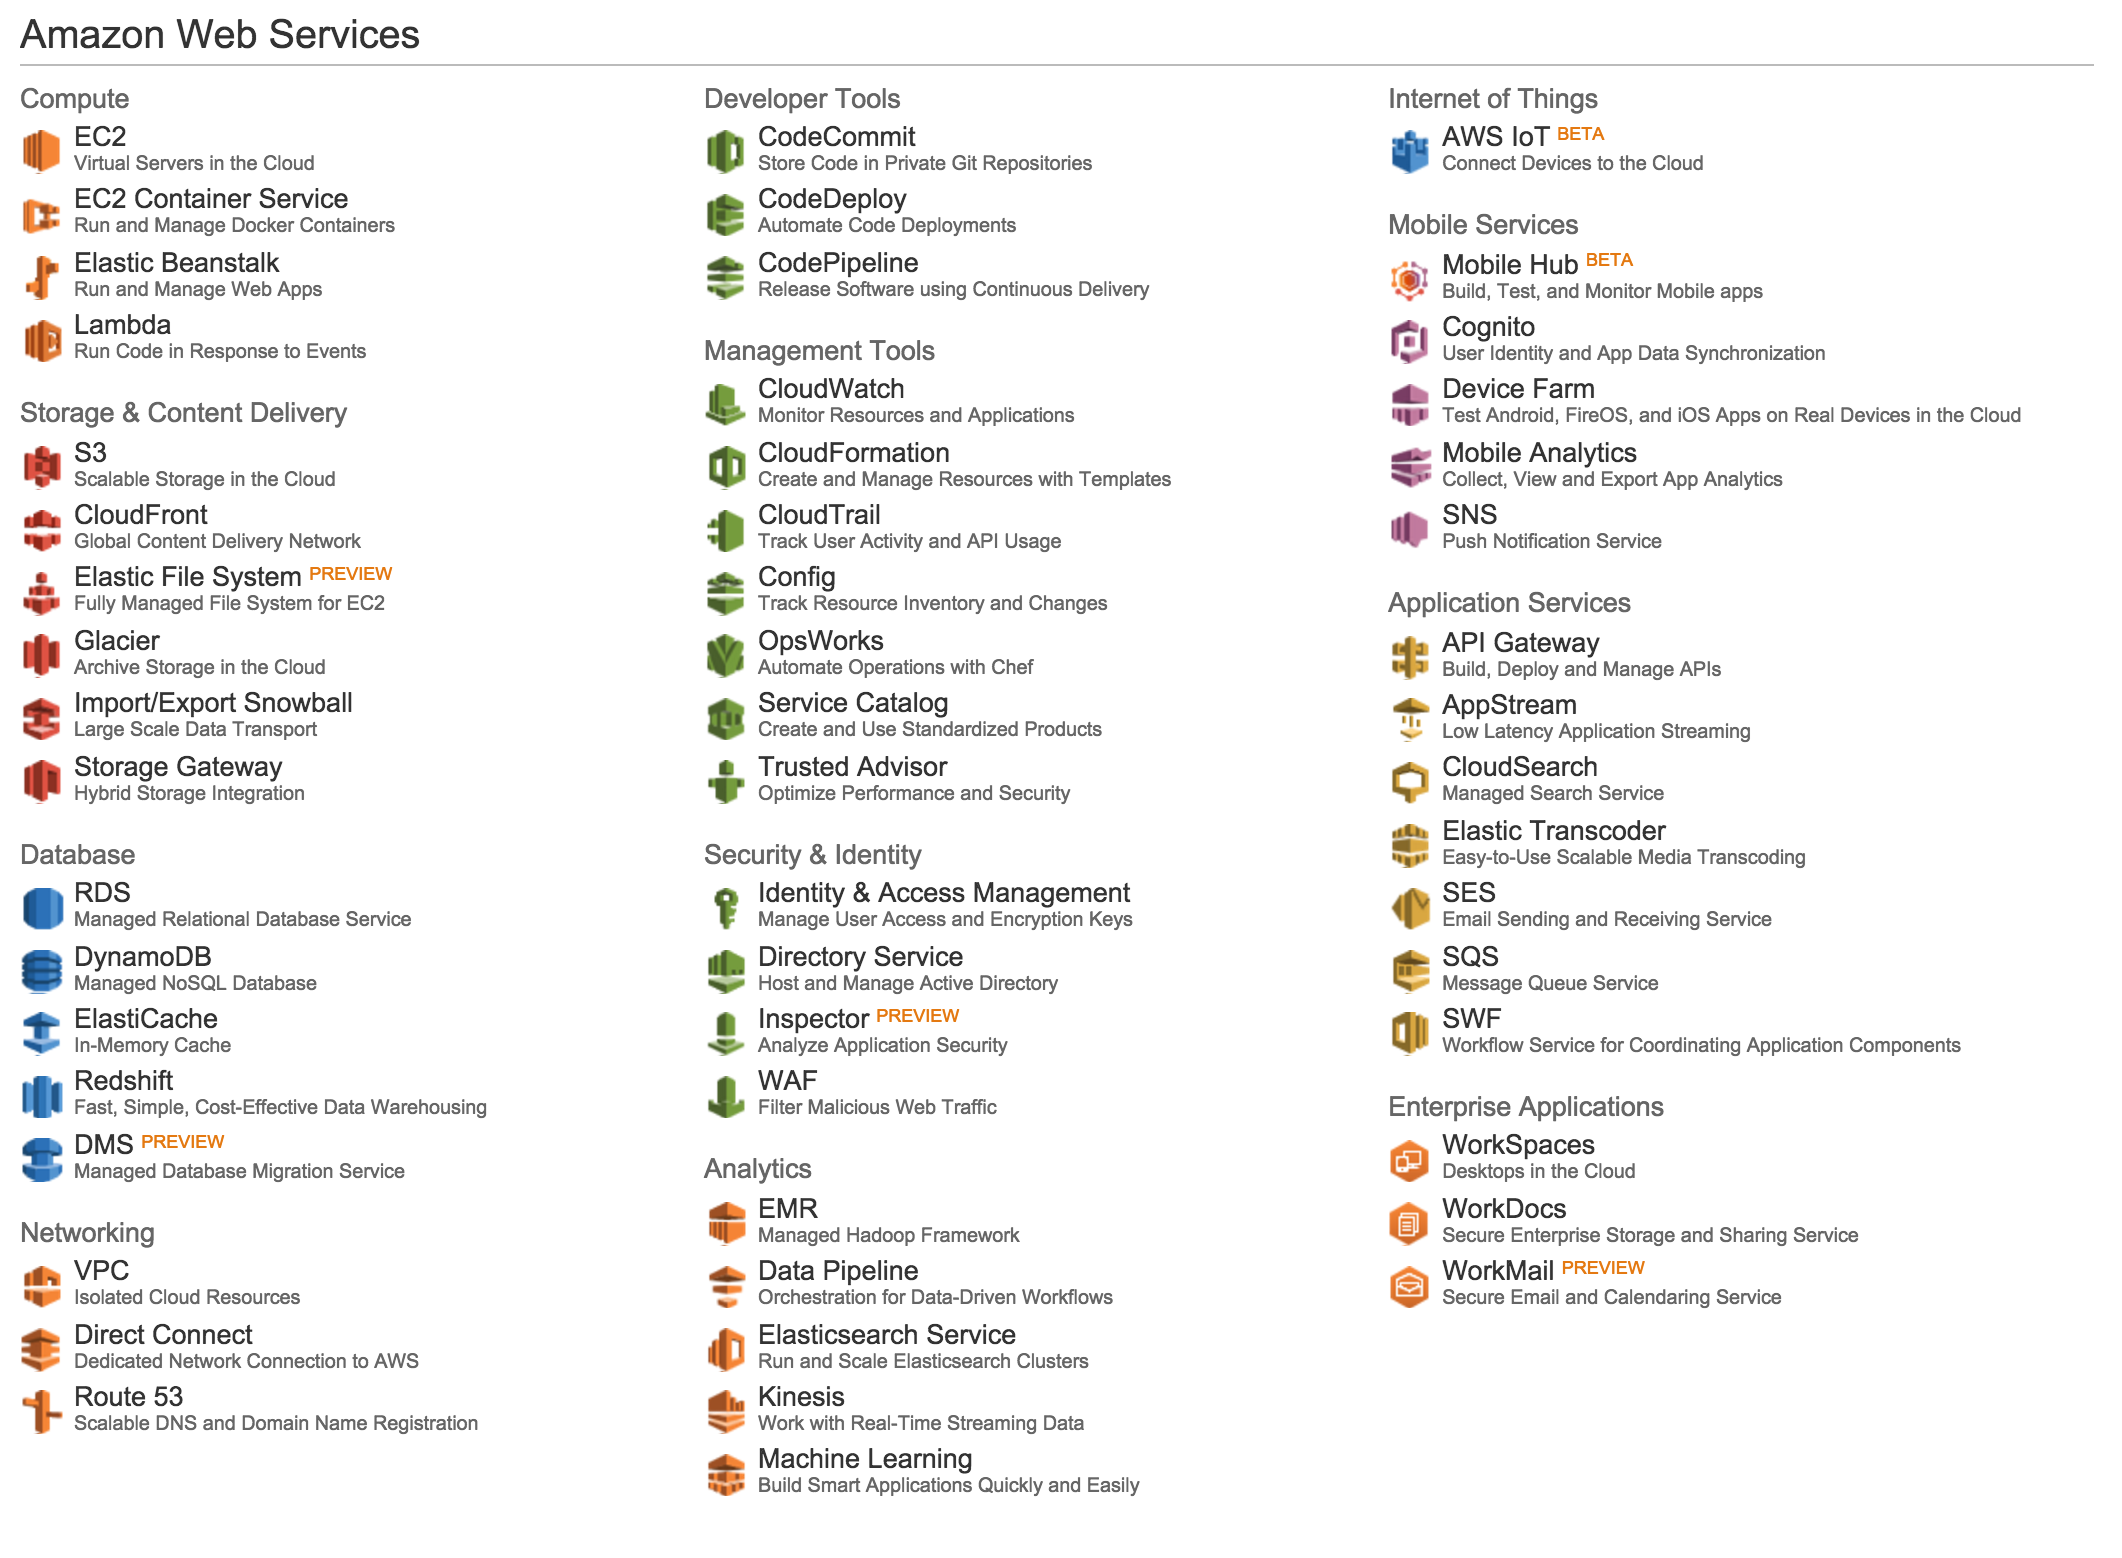 Amazon Web Services
Compute
EC2
Virtual Servers in the Cloud
EC2 Container Service
Run and Manage Docker Containers
Elastic Beanstalk
Run and Manage Web Apps
Lambda
Run Code in Response to Events
Storage & Content Delivery
S3
Scalable Storage in the Cloud
CloudFront
Global Content Delivery Network
Elastic File System PREVIEW
Fully Managed File System for EC2
Glacier
Archive Storage in the Cloud
Import/Export Snowball
Large Scale Data Transport
Storage Gateway
Hybrid Storage Integration
Database
RDS
Managed Relational Database Service
DynamoDB
Managed NoSQL Database
ElastiCache
In-Memory Cache
Redshift
Fast, Simple, Cost-Effective Data Warehousing
DMS PREVIEW
Managed Database Migration Service
Networking
VPC
Isolated Cloud Resources
Direct Connect
Dedicated Network Connection to AWS
Route 53
Scalable DNS and Domain Name Registration
Developer Tools
CodeCommit
Store Code in Private Git Repositories
CodeDeploy
Automate Code Deployments
CodePipeline
Release Software using Continuous Delivery
Management Tools
CloudWatch
Monitor Resources and Applications
CloudFormation
Create and Manage Resources with Templates
CloudTrail
Track User Activity and API Usage
Config
Track Resource Inventory and Changes
OpsWorks
Automate Operations with Chef
Service Catalog
Create and Use Standardized Products
Trusted Advisor
Optimize Performance and Security
Security & Identity
Identity & Access Management
Manage User Access and Encryption Keys
Directory Service
Host and Manage Active Directory
Inspector PREVIEW
Analyze Application Security
WAF
Filter Malicious Web Traffic
Analytics
EMR
Managed Hadoop Framework
Data Pipeline
Orchestration for Data-Driven Workflows
Elasticsearch Service
Run and Scale Elasticsearch Clusters
Kinesis
Work with Real-Time Streaming Data
Machine Learning
Build Smart Applications Quickly and Easily
Internet of Things
AWS IoT BETA
Connect Devices to the Cloud
Mobile Services
Mobile Hub BETA
Build, Test, and Monitor Mobile apps
Cognito
User Identity and App Data Synchronization
Device Farm
Test Android, FireOS, and iOS Apps on Real Devices in the Cloud
Mobile Analytics
Collect, View and Export App Analytics
SNS
Push Notification Service
Application Services
API Gateway
Build, Deploy and Manage APIs
AppStream
Low Latency Application Streaming
CloudSearch
Managed Search Service
Elastic Transcoder
Easy-to-Use Scalable Media Transcoding
SES
Email Sending and Receiving Service
SQS
Message Queue Service
SWF
Workflow Service for Coordinating Application Components
Enterprise Applications
WorkSpaces
Desktops in the Cloud
WorkDocs
Secure Enterprise Storage and Sharing Service
WorkMail PREVIEW
Secure Email and Calendaring Service